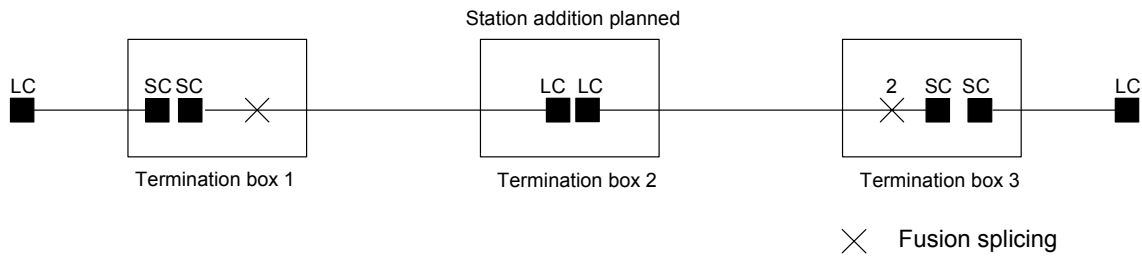 Station addition planned
LC SC SC LC LC 2 SC SC LC
Termination box 1 Termination box 2 Termination box 3
Fusion splicing